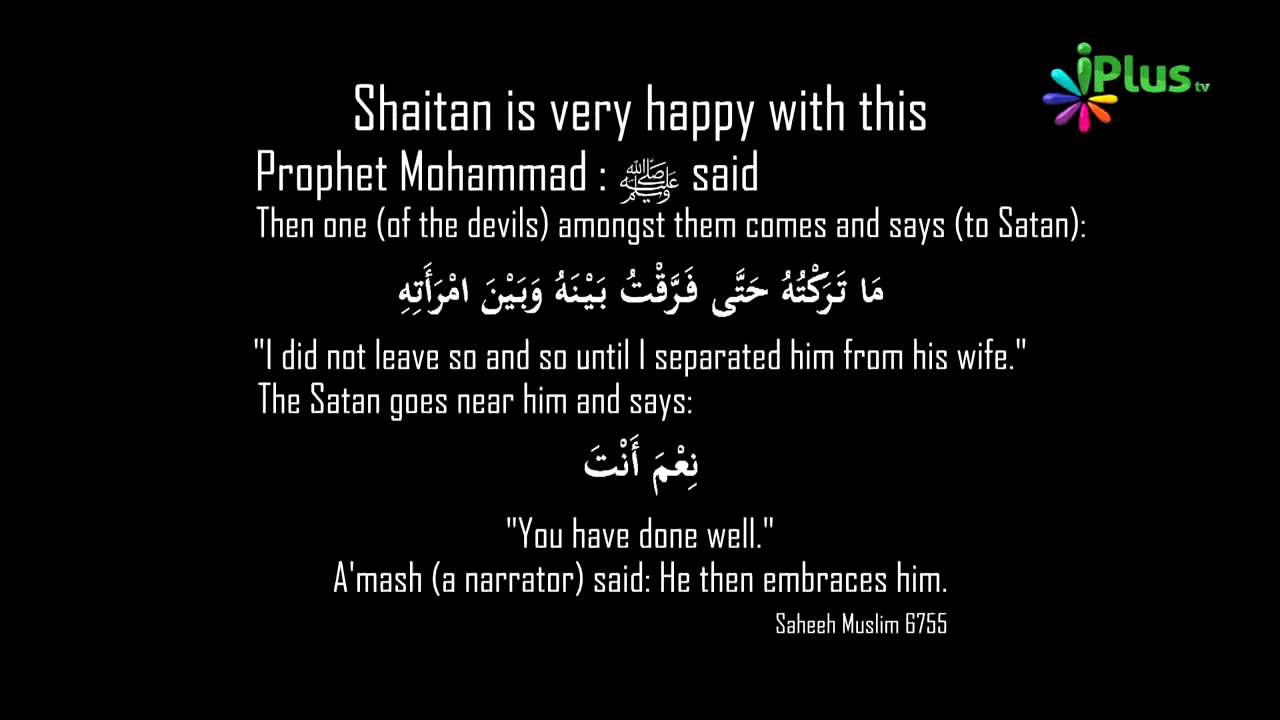 iPlus tv
Shaitan is very happy with this
Prophet Mohammad : ﷺ said
Then one (of the devils) amongst them comes and says (to Satan):
مَا تَرَكْتُهُ حَتَّى فَرَّقْتُ بَيْنَهُ وَبَيْنَ امْرَأَتِهِ
"I did not leave so and so until I separated him from his wife."
The Satan goes near him and says:
نِعْمَ أَنْتَ
"You have done well."
A'mash (a narrator) said: He then embraces him.
Saheeh Muslim 6755